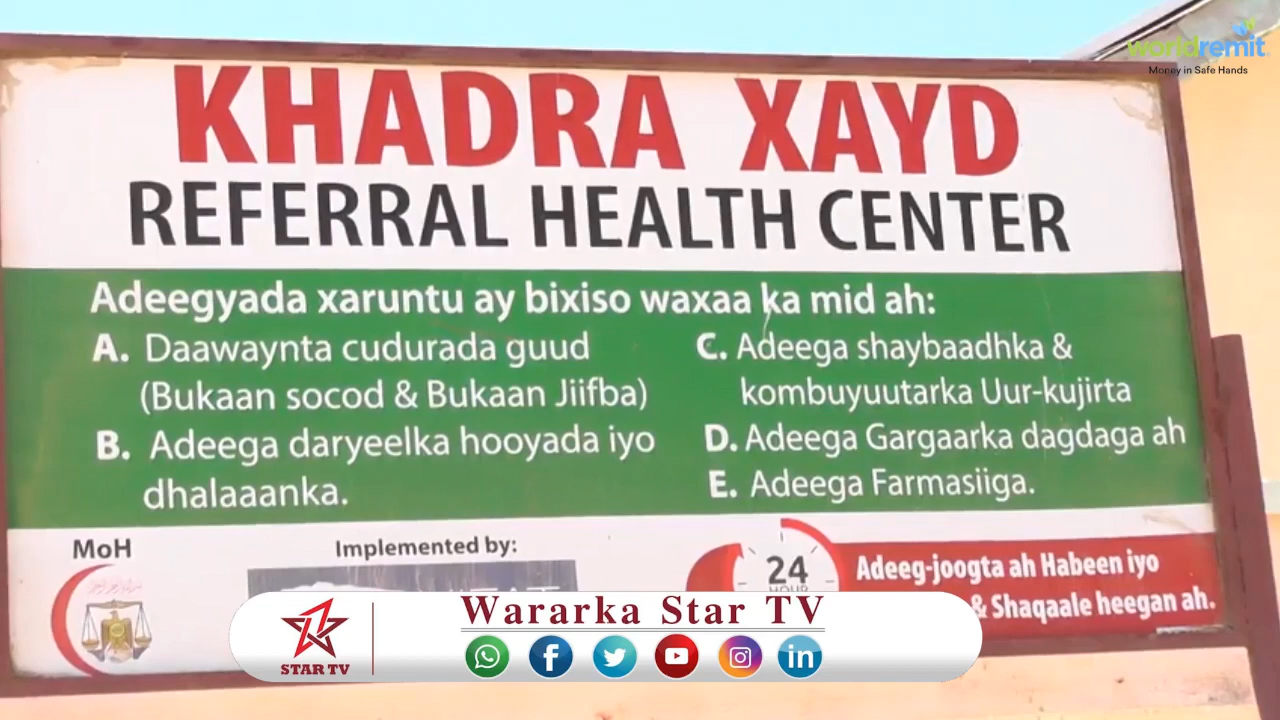 worldremit
Money in Safe Hands
KHADRA XAYD
REFERRAL HEALTH CENTER
Adeegyada xaruntu ay bixiso waxaa ka mid ah:
A. Daawaynta cudurada guud
(Bukaan socod & Bukaan Jiifba)
B. Adeega daryeelka hooyada iyo
dhalaaanka.
C. Adeega shaybaadhka &
kombuyuutarka Uur-kujirta
D. Adeega Gargaarka dagdaga ah
E. Adeega Farmasiiga.
MoH
Implemented by:
24
HOUR
Adeeg-joogta ah Habeen iyo
& Shaqaale heegan ah.
Wararka Star TV
STAR TV